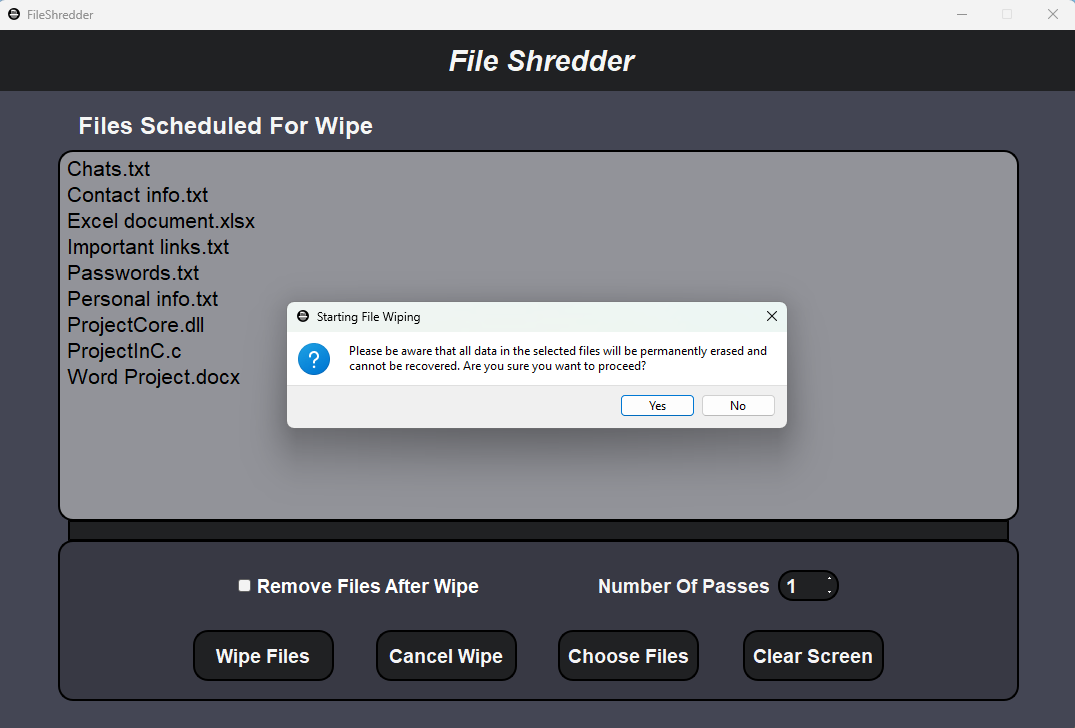 FileShredder
File Shredder
Files Scheduled For Wipe
Chats.txt
Contact info.txt
Excel document.xlsx
Important links.txt
Passwords.txt
Personal info.txt
ProjectCore.dll
ProjectInC.c
Word Project.docx
Starting File Wiping
Please be aware that all data in the selected files will be permanently erased and
cannot be recovered. Are you sure you want to proceed?
Yes No
Remove Files After Wipe Number Of Passes 1
Wipe Files Cancel Wipe Choose Files Clear Screen